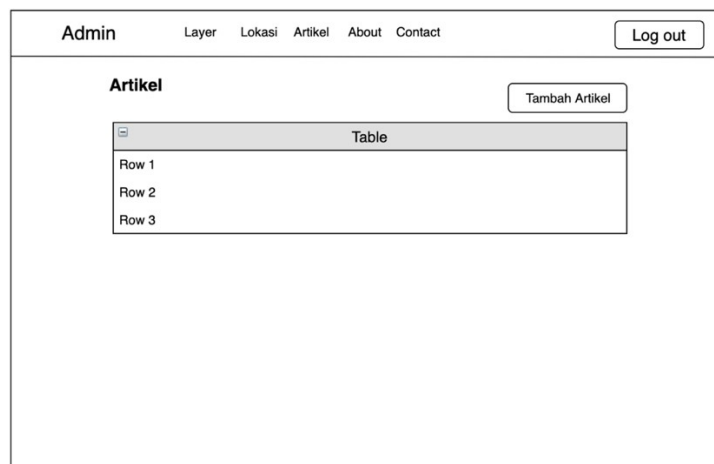 Admin Layer Lokasi Artikel About Contact Log out
Artikel
Tambah Artikel
Table
Row 1
Row 2
Row 3